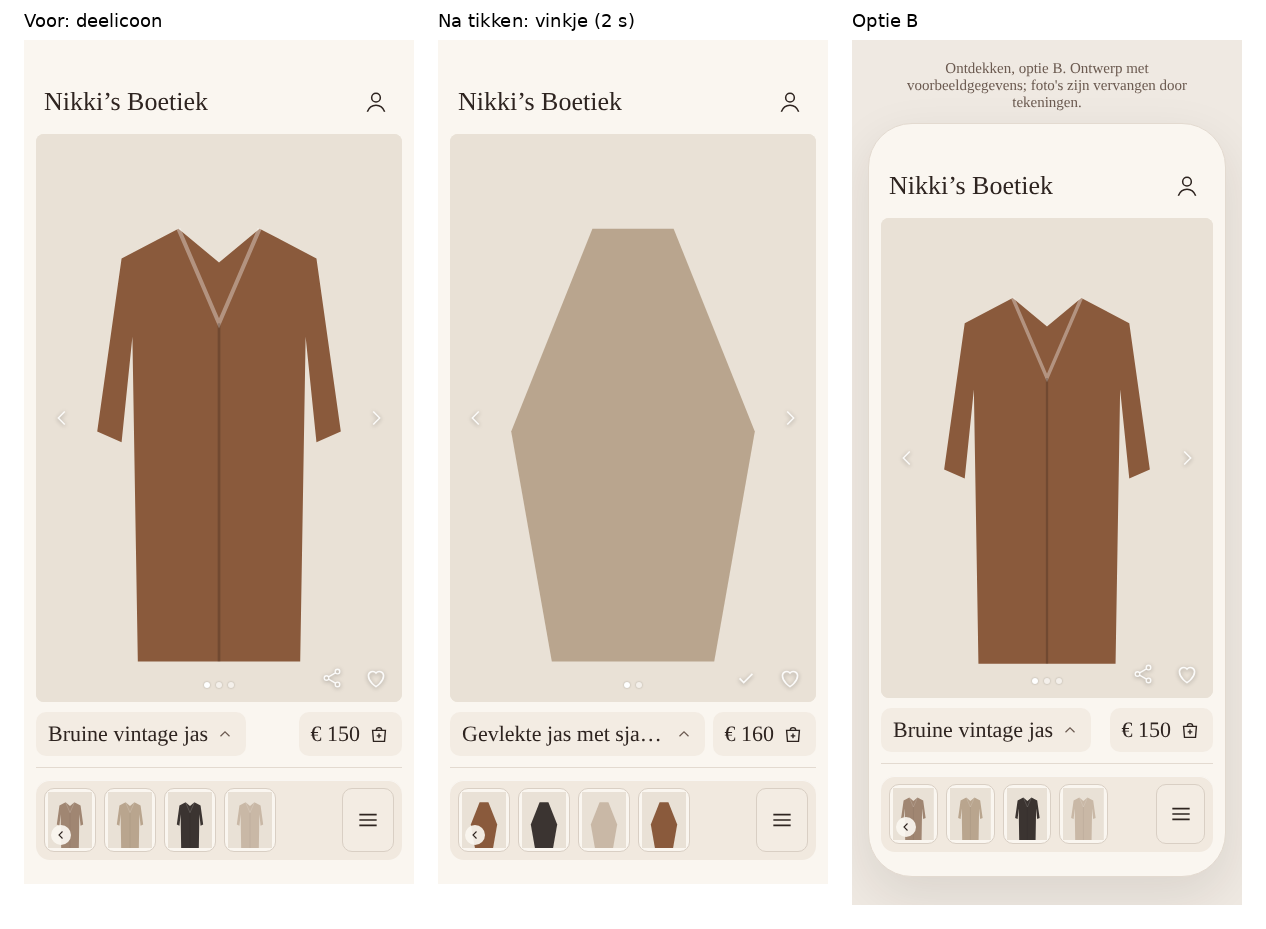 Voor: deelicoon
Nikki’s Boetiek
Bruine vintage jas
€ 150
Na tikken: vinkje (2 s)
Nikki’s Boetiek
Gevlekte jas met sja…
€ 160
Optie B
Ontdekken, optie B. Ontwerp met
voorbeeldgegevens; foto's zijn vervangen door
tekeningen.
Nikki’s Boetiek
Bruine vintage jas
€ 150